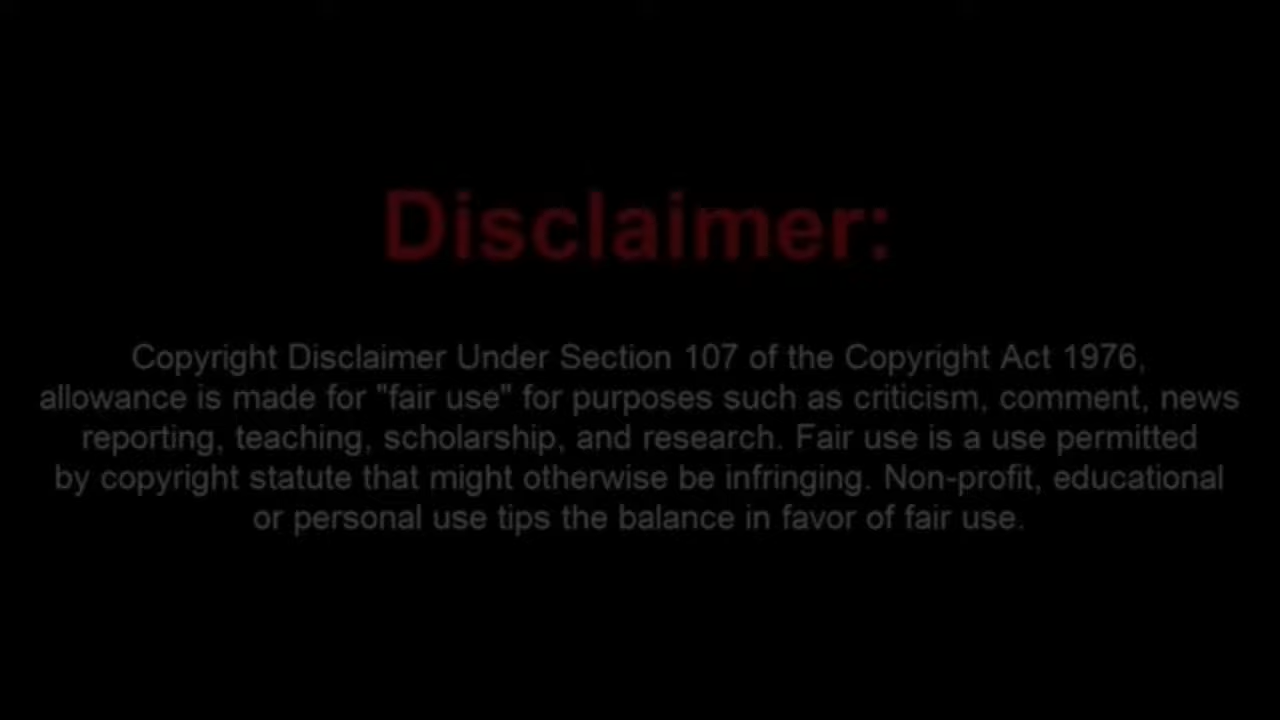 Disclaimer:
Copyright Disclaimer Under Section 107 of the Copyright Act 1976,
allowance is made for "fair use" for purposes such as criticism, comment, news
reporting, teaching, scholarship, and research. Fair use is a use permitted
by copyright statute that might otherwise be infringing. Non-profit, educational
or personal use tips the balance in favor of fair use.